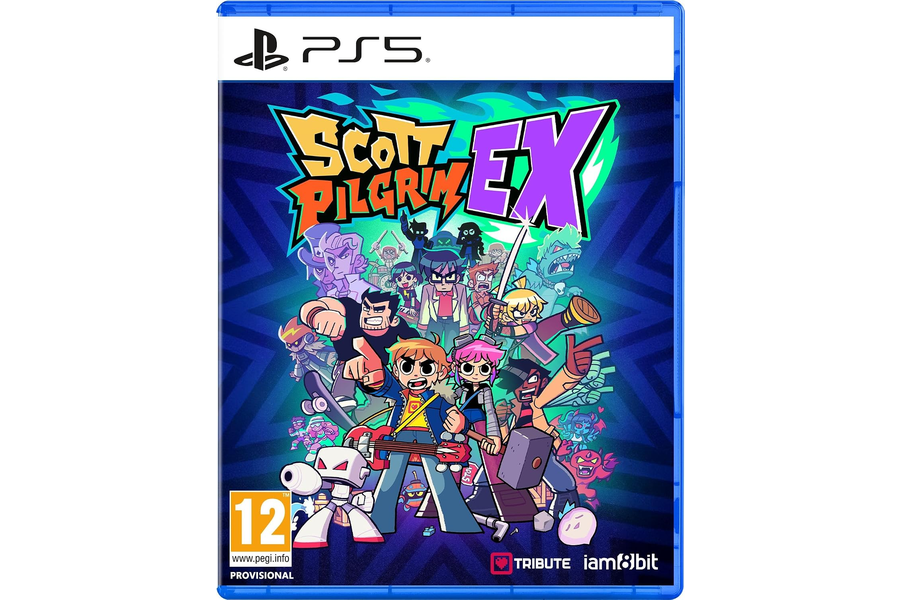 PS5
SCOTT
PILGRIM EX
12
www.pegi.info
PROVISIONAL
TRIBUTE iam8bit